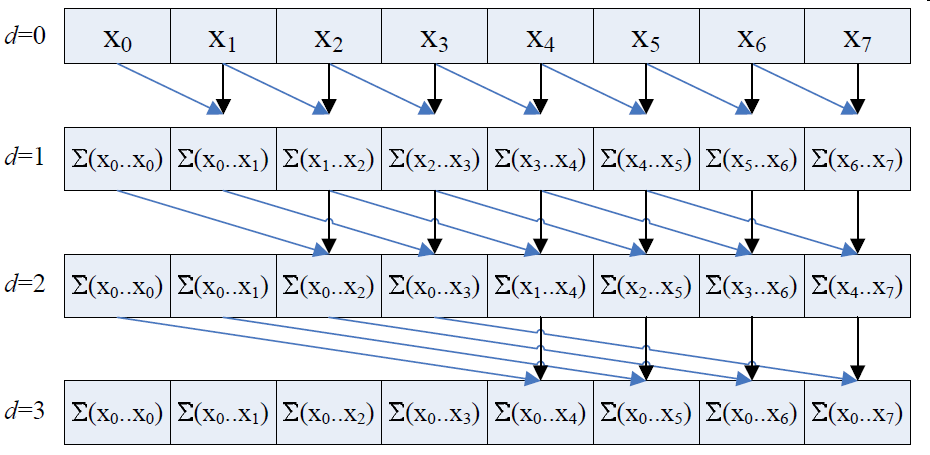 d=0 x₀ x₁ x₂ x₃ x₄ x₅ x₆ x₇
d=1 Σ(x₀..x₀) Σ(x₀..x₁) Σ(x₁..x₂) Σ(x₂..x₃) Σ(x₃..x₄) Σ(x₄..x₅) Σ(x₅..x₆) Σ(x₆..x₇)
d=2 Σ(x₀..x₀) Σ(x₀..x₁) Σ(x₀..x₂) Σ(x₀..x₃) Σ(x₁..x₄) Σ(x₂..x₅) Σ(x₃..x₆) Σ(x₄..x₇)
d=3 Σ(x₀..x₀) Σ(x₀..x₁) Σ(x₀..x₂) Σ(x₀..x₃) Σ(x₀..x₄) Σ(x₀..x₅) Σ(x₀..x₆) Σ(x₀..x₇)